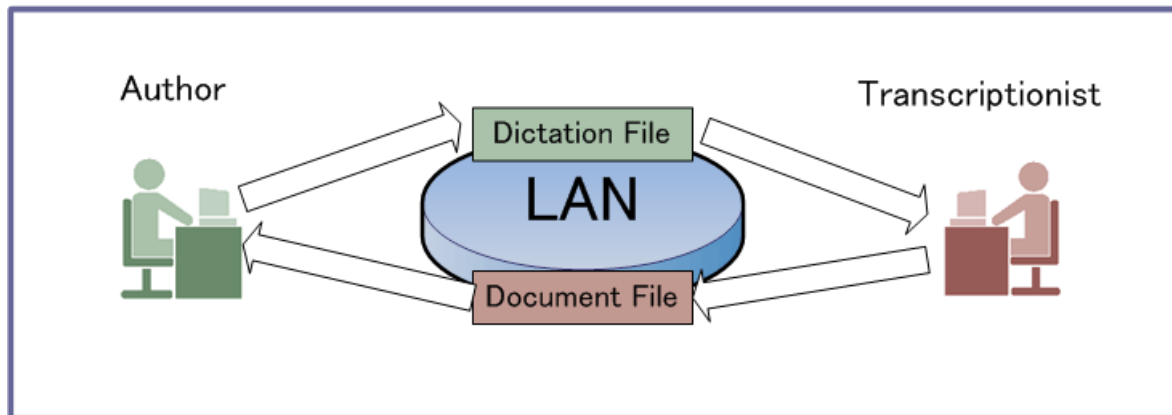 Author
Transcriptionist
Dictation File
LAN
Document File